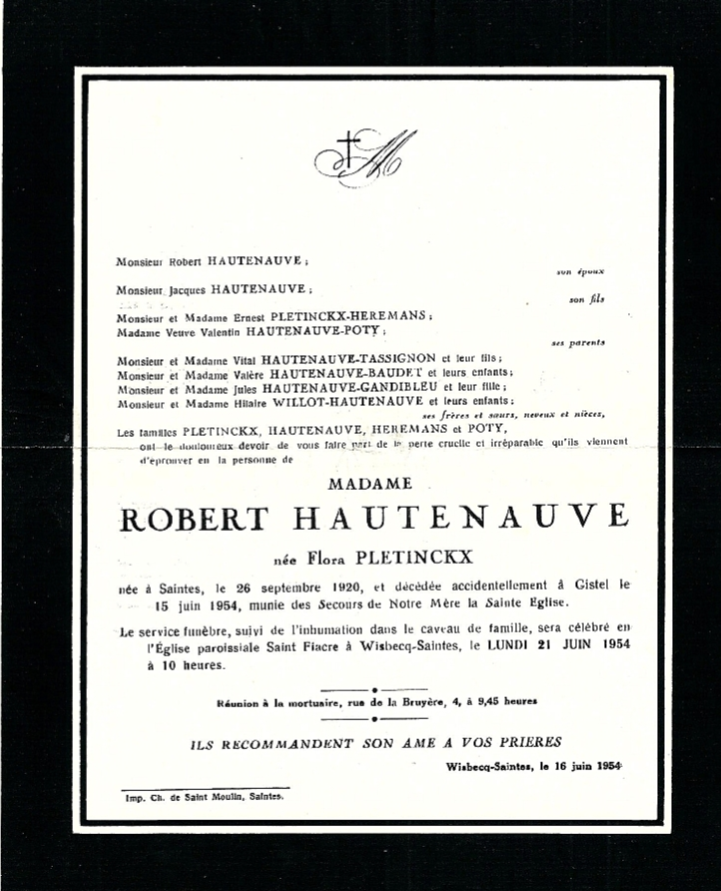 M
Monsieur Robert HAUTENAUVE ;
son époux
Monsieur Jacques HAUTENAUVE ;
son fils
Monsieur et Madame Ernest PLETINCKX-HEREMANS ;
Madame Veuve Valentin HAUTENAUVE-POTY ;
ses parents
Monsieur et Madame Vital HAUTENAUVE-TASSIGNON et leur fils ;
Monsieur et Madame Valère HAUTENAUVE-BAUDET et leurs enfants ;
Monsieur et Madame Jules HAUTENAUVE-GANDIBLEU et leur fille ;
Monsieur et Madame Hilaire WILLOT-HAUTENAUVE et leurs enfants ;
ses frères et sœurs, neveux et nièces,
Les familles PLETINCKX, HAUTENAUVE, HEREMANS et POTY,
ont le douloureux devoir de vous faire part de la perte cruelle et irréparable qu'ils viennent
d'éprouver en la personne de
MADAME
ROBERT HAUTENAUVE
née Flora PLETINCKX
née à Saintes, le 26 septembre 1920, et décédée accidentellement à Gistel le
15 juin 1954, munie des Secours de Notre Mère la Sainte Eglise.
Le service funèbre, suivi de l'inhumation dans le caveau de famille, sera célébré en
l'Église paroissiale Saint Fiacre à Wisbecq-Saintes, le LUNDI 21 JUIN 1954
à 10 heures.
Réunion à la mortuaire, rue de la Bruyère, 4, à 9,45 heures
ILS RECOMMANDENT SON AME A VOS PRIERES
Wisbecq-Saintes, le 16 juin 1954
Imp. Ch. de Saint Moulin, Saintes.